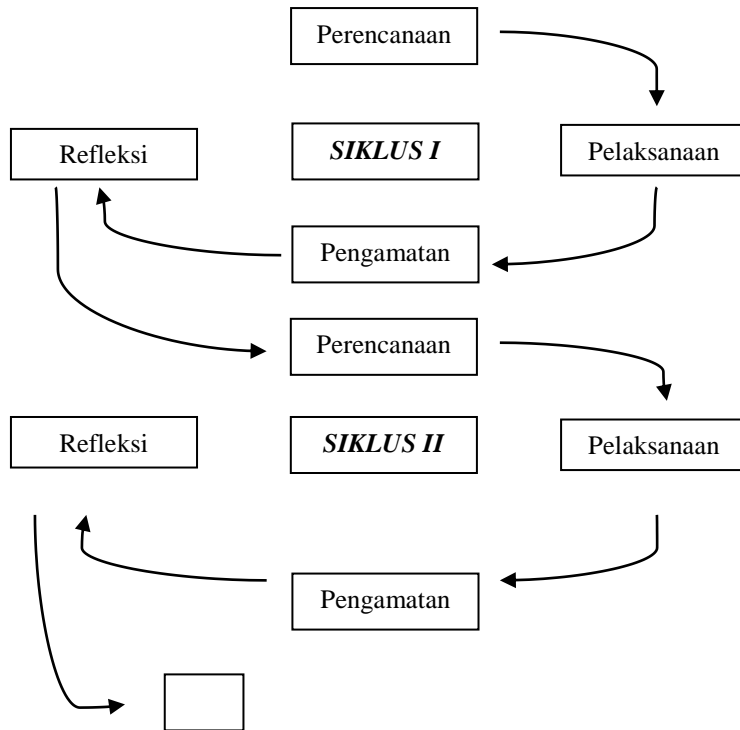 Perencanaan
Refleksi
SIKLUS I
Pelaksanaan
Pengamatan
Perencanaan
Refleksi
SIKLUS II
Pelaksanaan
Pengamatan